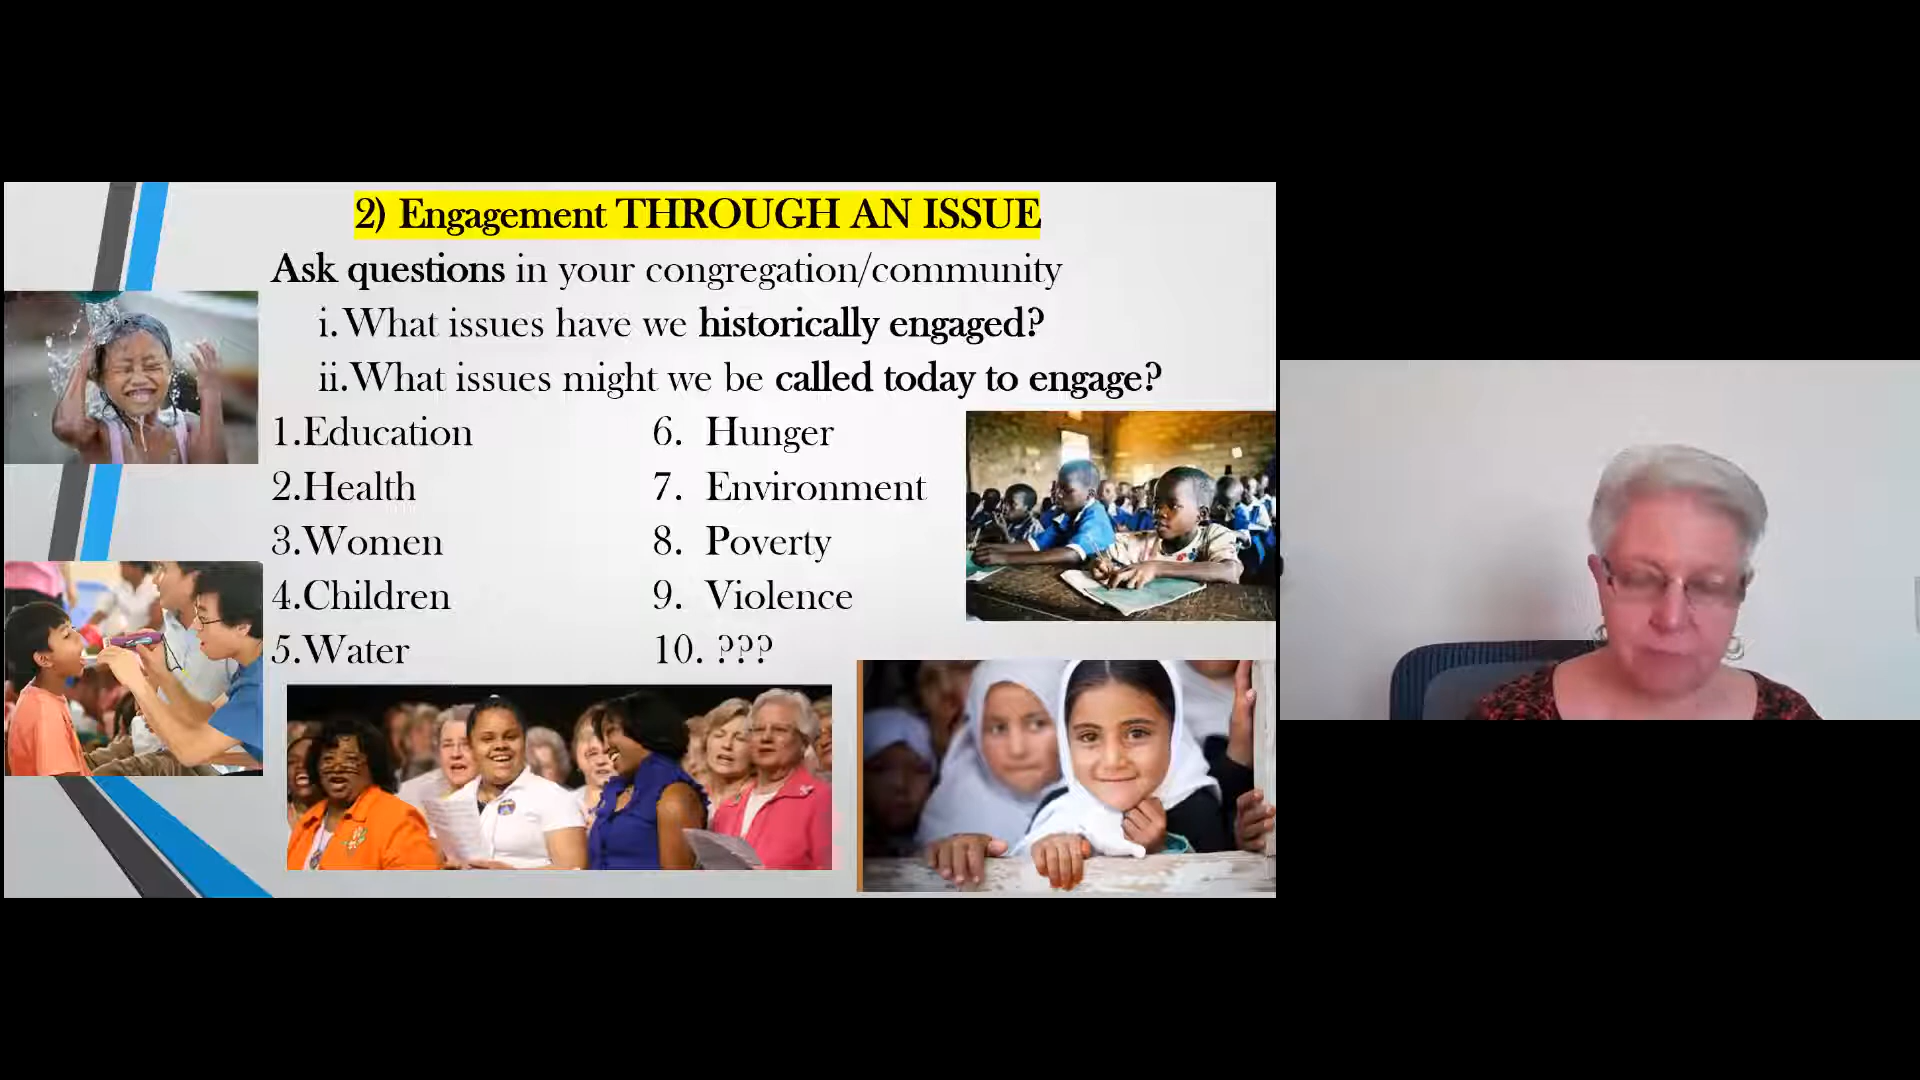 2) Engagement THROUGH AN ISSUE
Ask questions in your congregation/community
i.What issues have we historically engaged?
ii.What issues might we be called today to engage?
1.Education
2.Health
3.Women
4.Children
5.Water
6. Hunger
7. Environment
8. Poverty
9. Violence
10. ???